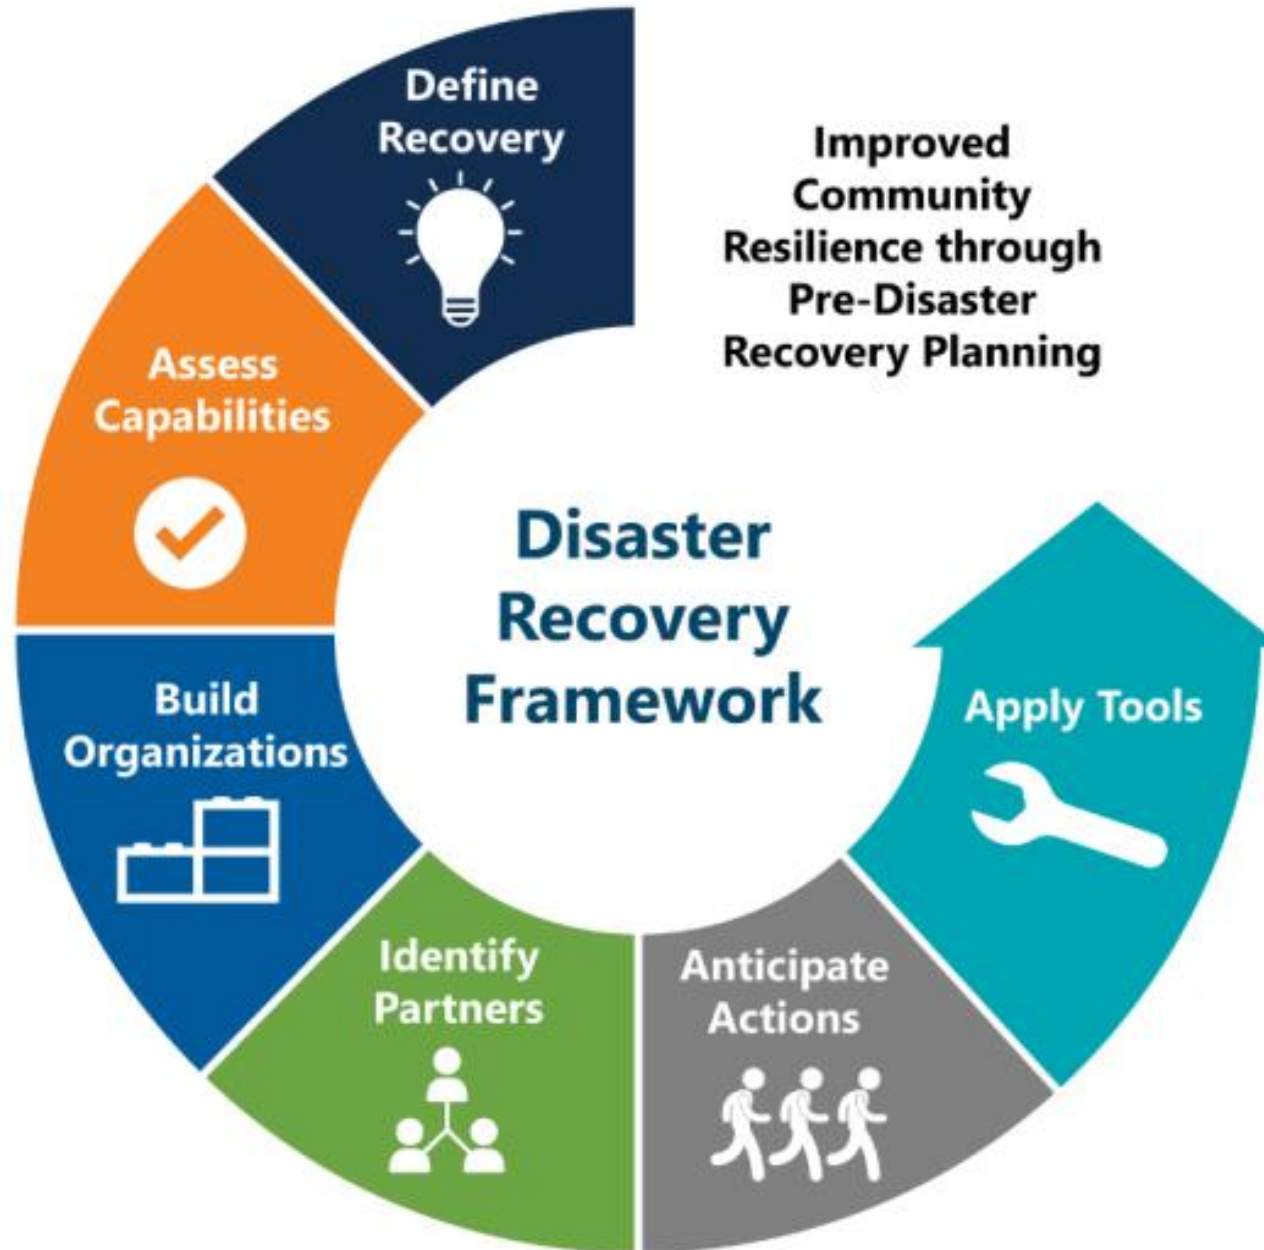 Define
Recovery
Improved
Community
Resilience through
Pre-Disaster
Recovery Planning
Assess
Capabilities
Disaster
Recovery
Framework
Build
Organizations
Apply Tools
Identify
Partners
Anticipate
Actions